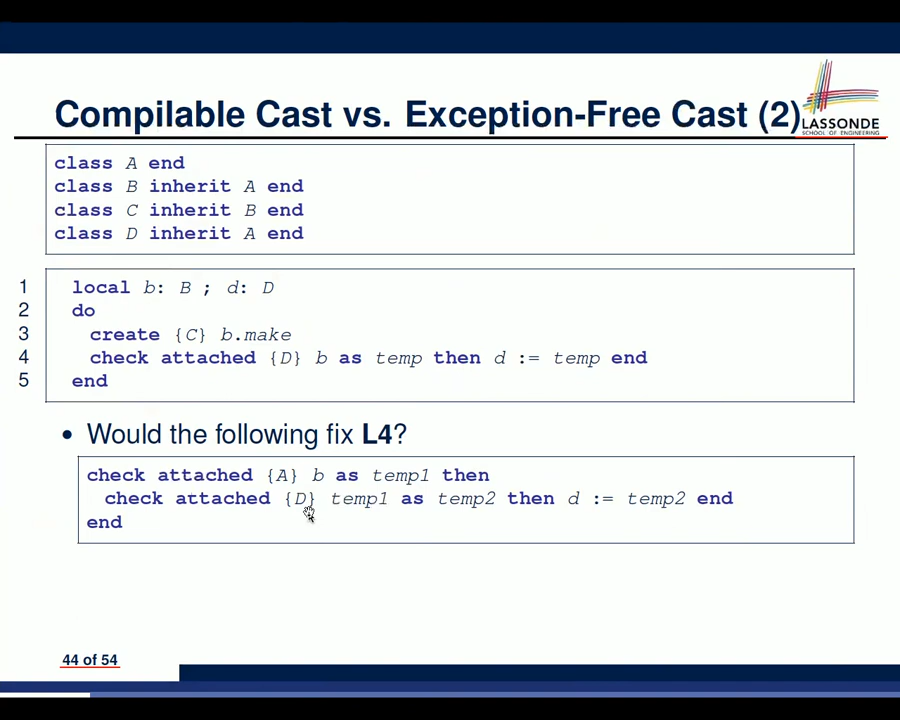 Compilable Cast vs. Exception-Free Cast (2)
LASSONDE
SCHOOL OF ENGINEERING
class A end
class B inherit A end
class C inherit B end
class D inherit A end
1 local b: B ; d: D
2 do
3 create {C} b.make
4 check attached {D} b as temp then d := temp end
5 end
• Would the following fix L4?
check attached {A} b as temp1 then
check attached {D} temp1 as temp2 then d := temp2 end
end
44 of 54